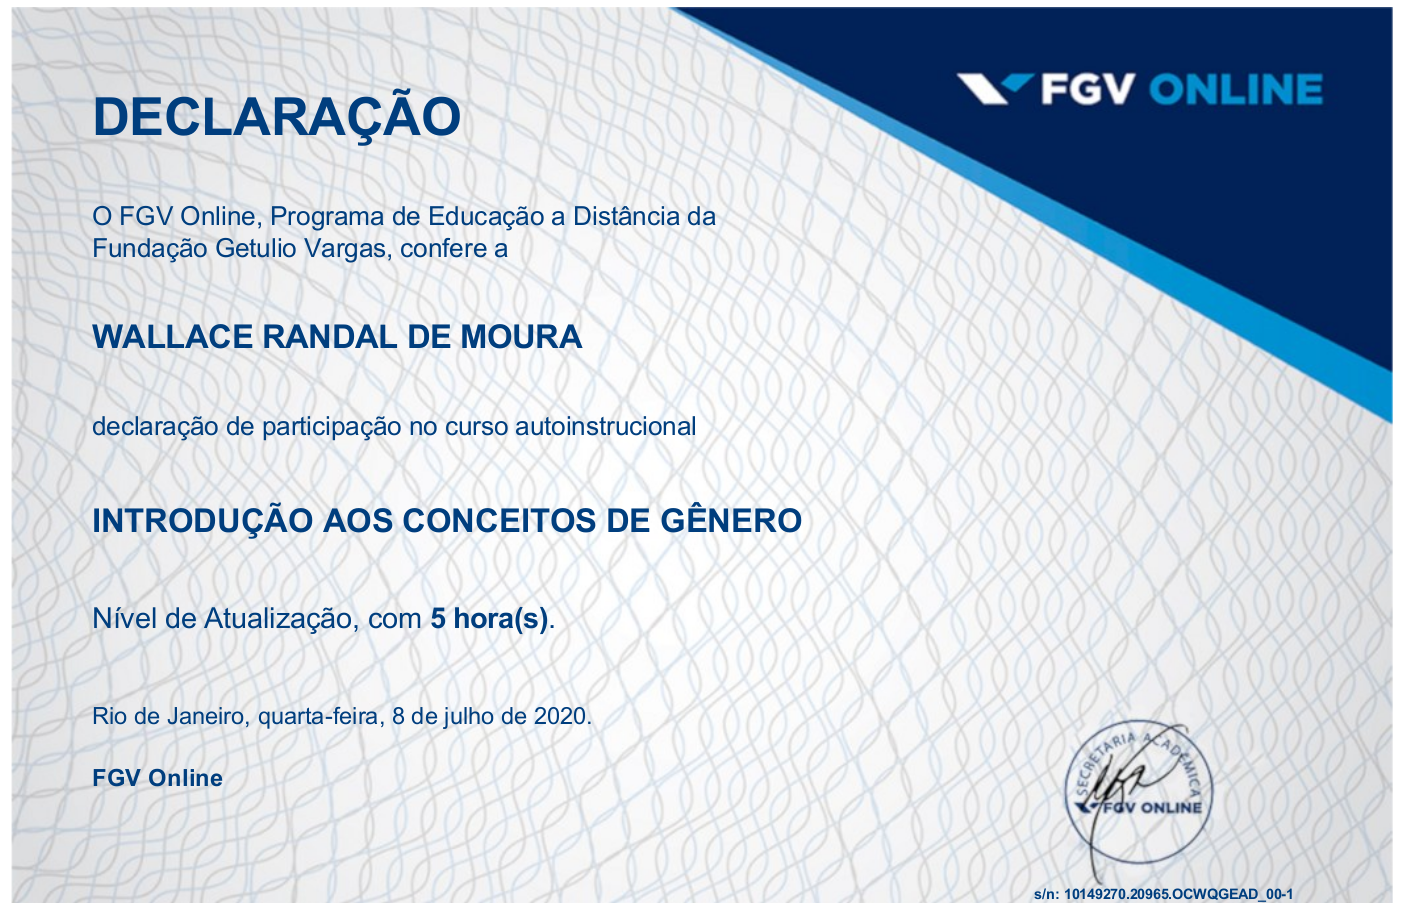 FGV ONLINE
DECLARAÇÃO
O FGV Online, Programa de Educação a Distância da
Fundação Getulio Vargas, confere a
WALLACE RANDAL DE MOURA
declaração de participação no curso autoinstrucional
INTRODUÇÃO AOS CONCEITOS DE GÊNERO
Nível de Atualização, com 5 hora(s).
Rio de Janeiro, quarta-feira, 8 de julho de 2020.
FGV Online
SECRETARIA ACADÊMICA
FGV ONLINE
s/n: 10149270.20965.OCWQGEAD_00-1